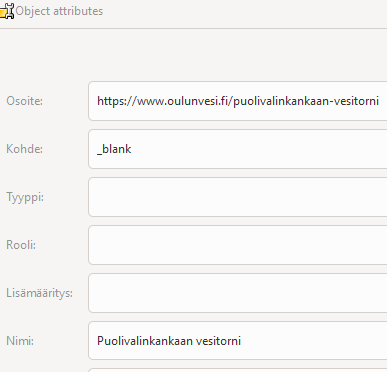 Object attributes
Osoite: https://www.oulunvesi.fi/puolivalinkankaan-vesitorni
Kohde: _blank
Tyyppi:
Rooli:
Lisämääritys:
Nimi: Puolivalinkankaan vesitorni